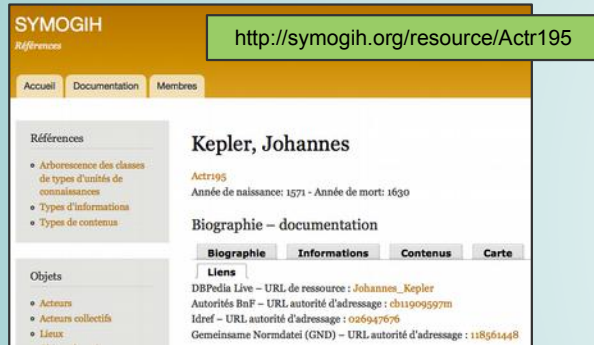 SYMOGIH
Références
http://symogih.org/resource/Actr195
Accueil Documentation Membres
Références
Arborescence des classes
de types d'unités de
connaissances
Types d'informations
Types de contenus
Objets
Acteurs
Acteurs collectifs
Lieux
Kepler, Johannes
Actr195
Année de naissance: 1571 - Année de mort: 1630
Biographie – documentation
Biographie Informations Contenus Carte
Liens
DBPedia Live – URL de ressource : Johannes_Kepler
Autorités BnF – URL autorité d'adressage : cb11909597m
Idref – URL autorité d'adressage : 026947676
Gemeinsame Normdatei (GND) – URL autorité d'adressage : 118561448